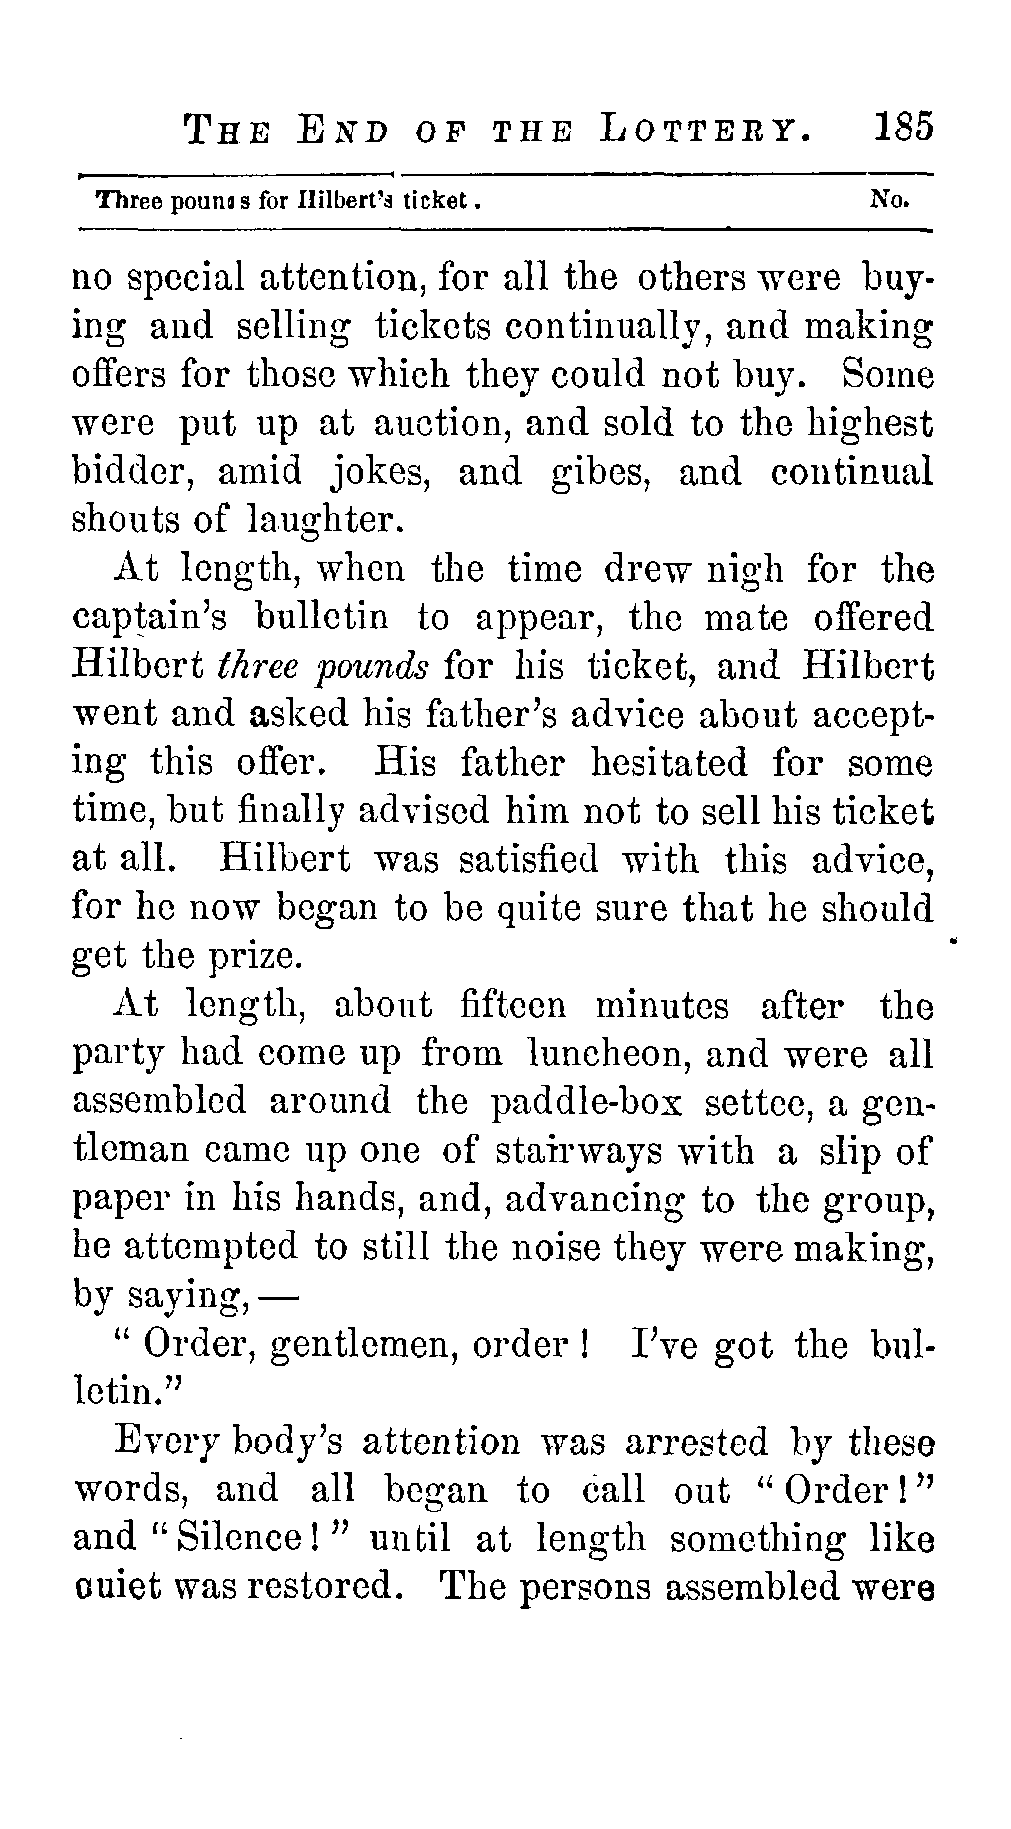 THE END OF THE LOTTERY. 185
Three pounds for Hilbert's ticket. No.
no special attention, for all the others were buy-
ing and selling tickets continually, and making
offers for those which they could not buy. Some
were put up at auction, and sold to the highest
bidder, amid jokes, and gibes, and continual
shouts of laughter.
At length, when the time drew nigh for the
captain's bulletin to appear, the mate offered
Hilbert three pounds for his ticket, and Hilbert
went and asked his father's advice about accept-
ing this offer. His father hesitated for some
time, but finally advised him not to sell his ticket
at all. Hilbert was satisfied with this advice,
for he now began to be quite sure that he should
get the prize.
At length, about fifteen minutes after the
party had come up from luncheon, and were all
assembled around the paddle-box settee, a gen-
tleman came up one of stairways with a slip of
paper in his hands, and, advancing to the group,
he attempted to still the noise they were making,
by saying, —
" Order, gentlemen, order ! I've got the bul-
letin."
Every body's attention was arrested by these
words, and all began to call out " Order ! "
and " Silence ! " until at length something like
quiet was restored. The persons assembled were